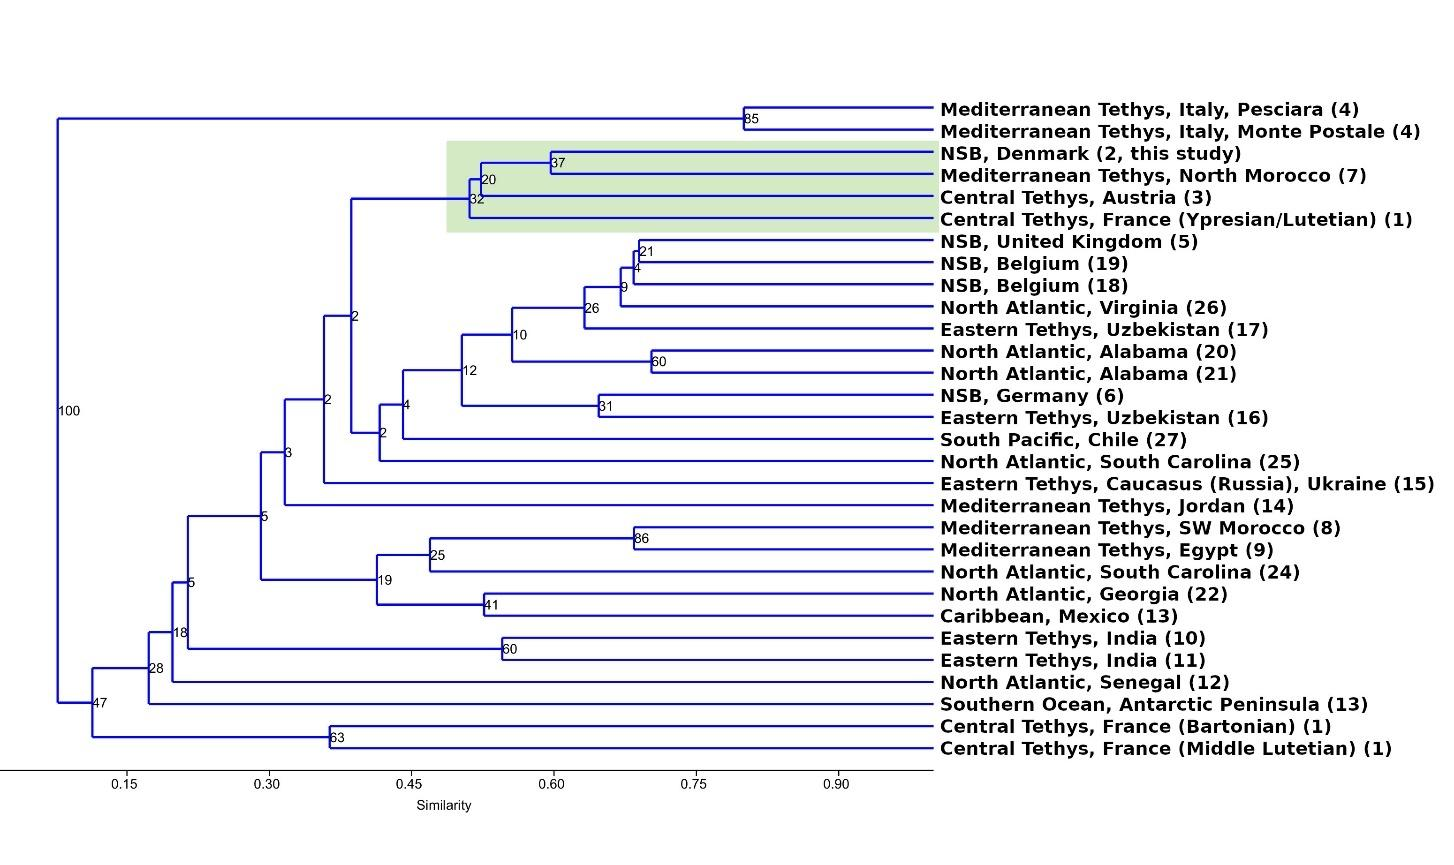 Mediterranean Tethys, Italy, Pesciara (4)
85
Mediterranean Tethys, Italy, Monte Postale (4)
NSB, Denmark (2, this study)
37
Mediterranean Tethys, North Morocco (7)
20
Central Tethys, Austria (3)
32
Central Tethys, France (Ypresian/Lutetian) (1)
NSB, United Kingdom (5)
21
NSB, Belgium (19)
4
NSB, Belgium (18)
9
North Atlantic, Virginia (26)
26
2
Eastern Tethys, Uzbekistan (17)
10
North Atlantic, Alabama (20)
60
12
North Atlantic, Alabama (21)
NSB, Germany (6)
2
4
31
100
Eastern Tethys, Uzbekistan (16)
2
South Pacific, Chile (27)
3
North Atlantic, South Carolina (25)
Eastern Tethys, Caucasus (Russia), Ukraine (15)
Mediterranean Tethys, Jordan (14)
5
Mediterranean Tethys, SW Morocco (8)
86
Mediterranean Tethys, Egypt (9)
25
North Atlantic, South Carolina (24)
5
19
North Atlantic, Georgia (22)
41
Caribbean, Mexico (13)
18
Eastern Tethys, India (10)
60
Eastern Tethys, India (11)
28
North Atlantic, Senegal (12)
47
Southern Ocean, Antarctic Peninsula (13)
Central Tethys, France (Bartonian) (1)
63
Central Tethys, France (Middle Lutetian) (1)
0.15 0.30 0.45 0.60 0.75 0.90
Similarity